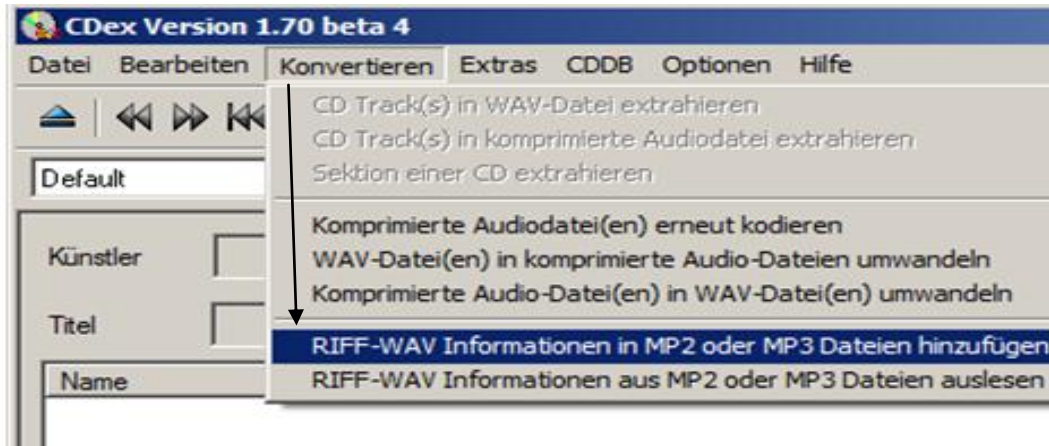 CDex Version 1.70 beta 4
Datei Bearbeiten Konvertieren Extras CDDB Optionen Hilfe
CD Track(s) in WAV-Datei extrahieren
CD Track(s) in komprimierte Audiodatei extrahieren
Sektion einer CD extrahieren
Komprimierte Audiodatei(en) erneut kodieren
WAV-Datei(en) in komprimierte Audio-Dateien umwandeln
Komprimierte Audio-Datei(en) in WAV-Datei(en) umwandeln
RIFF-WAV Informationen in MP2 oder MP3 Dateien hinzufügen
RIFF-WAV Informationen aus MP2 oder MP3 Dateien auslesen
Default
Künstler
Titel
Name